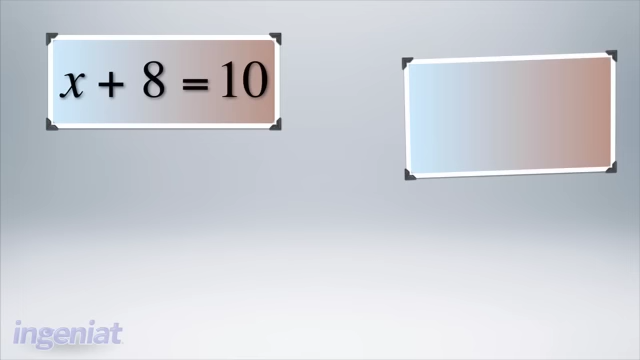 x + 8 = 10
ingeniat